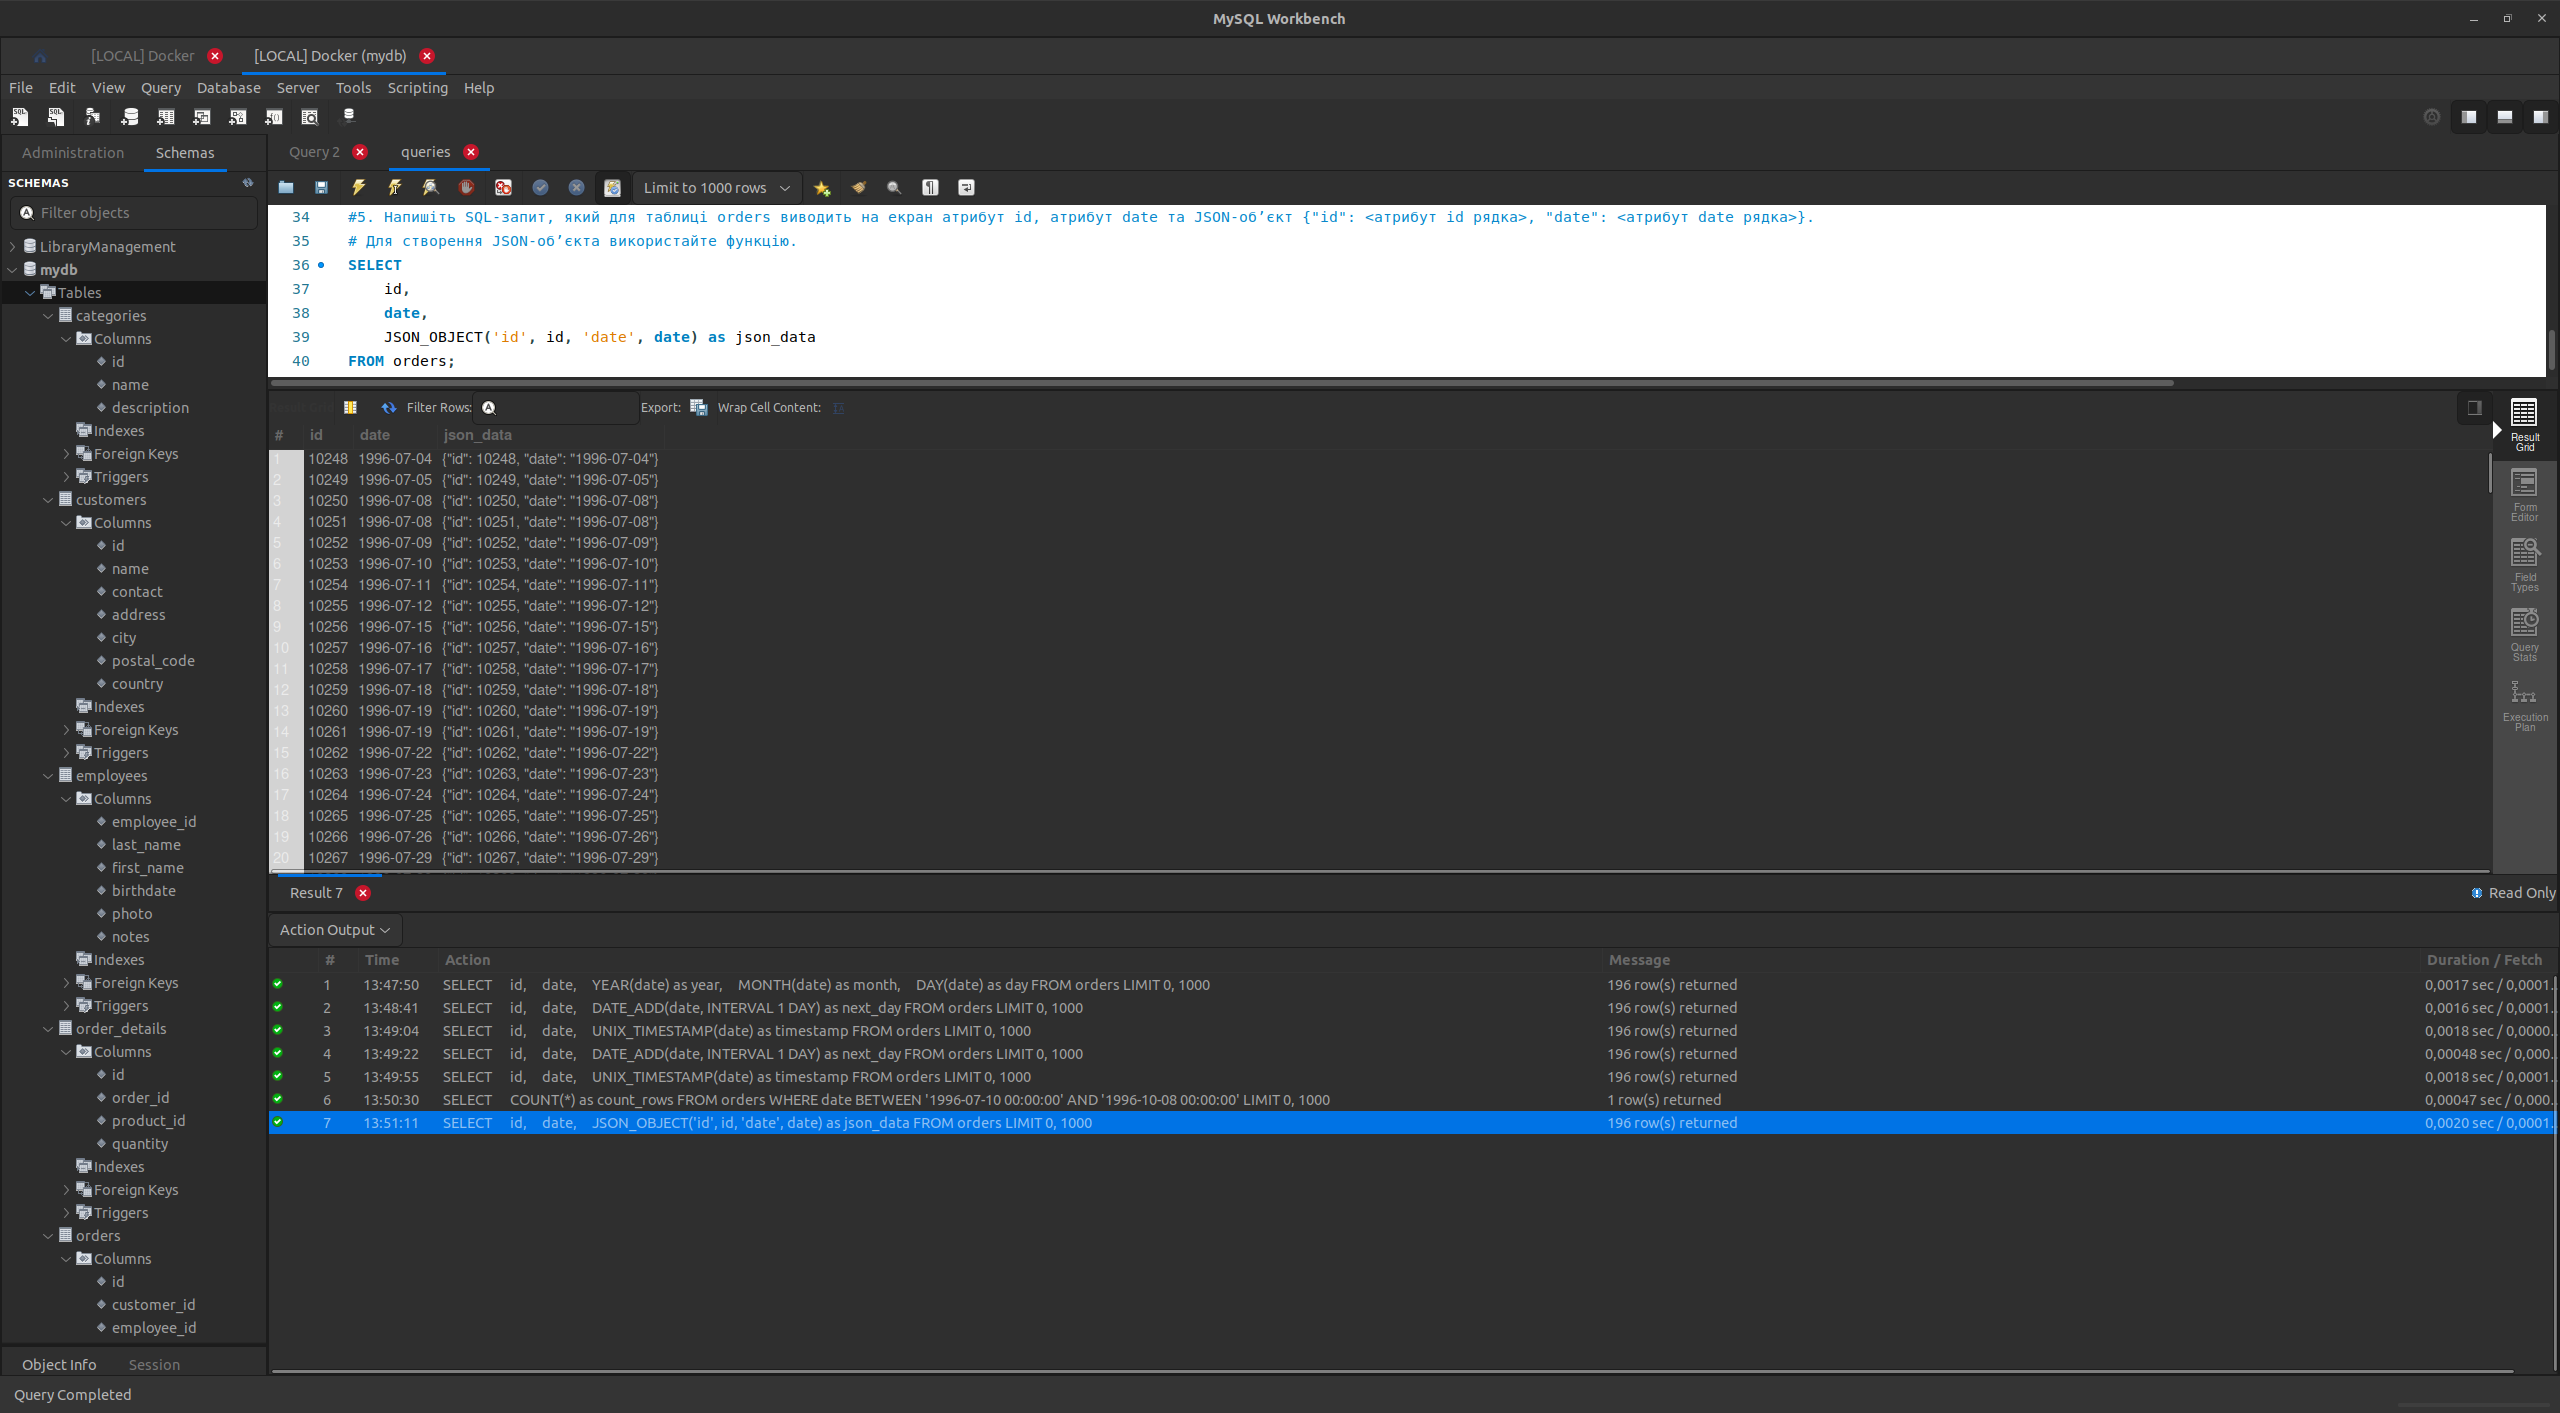 MySQL Workbench
[LOCAL] Docker
[LOCAL] Docker (mydb)
File Edit View Query Database Server Tools Scripting Help
Administration
Schemas
SCHEMAS
Filter objects
LibraryManagement
mydb
Tables
categories
Columns
id
name
description
Indexes
Foreign Keys
Triggers
customers
Columns
id
name
contact
address
city
postal_code
country
Indexes
Foreign Keys
Triggers
employees
Columns
employee_id
last_name
first_name
birthdate
photo
notes
Indexes
Foreign Keys
Triggers
order_details
Columns
id
order_id
product_id
quantity
Indexes
Foreign Keys
Triggers
orders
Columns
id
customer_id
employee_id
Object Info Session
Query 2
queries
Limit to 1000 rows
34 #5. Напишіть SQL-запит, який для таблиці orders виводить на екран атрибут id, атрибут date та JSON-об’єкт {"id": <атрибут id рядка>, "date": <атрибут date рядка>}.
35 # Для створення JSON-об’єкта використайте функцію.
36 SELECT
37 id,
38 date,
39 JSON_OBJECT('id', id, 'date', date) as json_data
40 FROM orders;
Filter Rows: Export: Wrap Cell Content:
# id date json_data
1 10248 1996-07-04 {"id": 10248, "date": "1996-07-04"}
2 10249 1996-07-05 {"id": 10249, "date": "1996-07-05"}
3 10250 1996-07-08 {"id": 10250, "date": "1996-07-08"}
4 10251 1996-07-08 {"id": 10251, "date": "1996-07-08"}
5 10252 1996-07-09 {"id": 10252, "date": "1996-07-09"}
6 10253 1996-07-10 {"id": 10253, "date": "1996-07-10"}
7 10254 1996-07-11 {"id": 10254, "date": "1996-07-11"}
8 10255 1996-07-12 {"id": 10255, "date": "1996-07-12"}
9 10256 1996-07-15 {"id": 10256, "date": "1996-07-15"}
10 10257 1996-07-16 {"id": 10257, "date": "1996-07-16"}
11 10258 1996-07-17 {"id": 10258, "date": "1996-07-17"}
12 10259 1996-07-18 {"id": 10259, "date": "1996-07-18"}
13 10260 1996-07-19 {"id": 10260, "date": "1996-07-19"}
14 10261 1996-07-19 {"id": 10261, "date": "1996-07-19"}
15 10262 1996-07-22 {"id": 10262, "date": "1996-07-22"}
16 10263 1996-07-23 {"id": 10263, "date": "1996-07-23"}
17 10264 1996-07-24 {"id": 10264, "date": "1996-07-24"}
18 10265 1996-07-25 {"id": 10265, "date": "1996-07-25"}
19 10266 1996-07-26 {"id": 10266, "date": "1996-07-26"}
20 10267 1996-07-29 {"id": 10267, "date": "1996-07-29"}
Result
Grid
Form
Editor
Field
Types
Query
Stats
Execution
Plan
Result 7
Read Only
Action Output
# Time Action Message Duration / Fetch
1 13:47:50 SELECT id, date, YEAR(date) as year, MONTH(date) as month, DAY(date) as day FROM orders LIMIT 0, 1000 196 row(s) returned 0,0017 sec / 0,0001...
2 13:48:41 SELECT id, date, DATE_ADD(date, INTERVAL 1 DAY) as next_day FROM orders LIMIT 0, 1000 196 row(s) returned 0,0016 sec / 0,0001...
3 13:49:04 SELECT id, date, UNIX_TIMESTAMP(date) as timestamp FROM orders LIMIT 0, 1000 196 row(s) returned 0,0018 sec / 0,0000...
4 13:49:22 SELECT id, date, DATE_ADD(date, INTERVAL 1 DAY) as next_day FROM orders LIMIT 0, 1000 196 row(s) returned 0,00048 sec / 0,000...
5 13:49:55 SELECT id, date, UNIX_TIMESTAMP(date) as timestamp FROM orders LIMIT 0, 1000 196 row(s) returned 0,0018 sec / 0,0001...
6 13:50:30 SELECT COUNT(*) as count_rows FROM orders WHERE date BETWEEN '1996-07-10 00:00:00' AND '1996-10-08 00:00:00' LIMIT 0, 1000 1 row(s) returned 0,00047 sec / 0,000...
7 13:51:11 SELECT id, date, JSON_OBJECT('id', id, 'date', date) as json_data FROM orders LIMIT 0, 1000 196 row(s) returned 0,0020 sec / 0,0001...
Query Completed